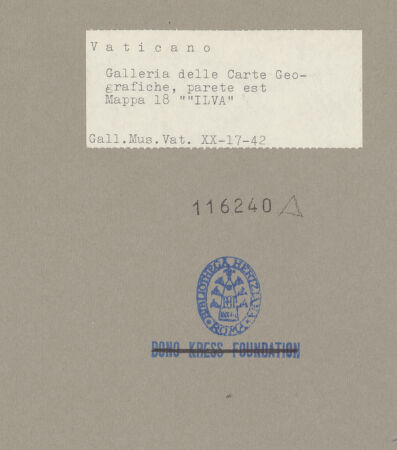 Vaticano
Galleria delle Carte Geo-
grafiche, parete est
Mappa 18 ""ILVA"
Gall.Mus.Vat. XX-17-42
116240
BIBLIOTHECA HERTZIANA
ROMA
DONO KRESS FOUNDATION